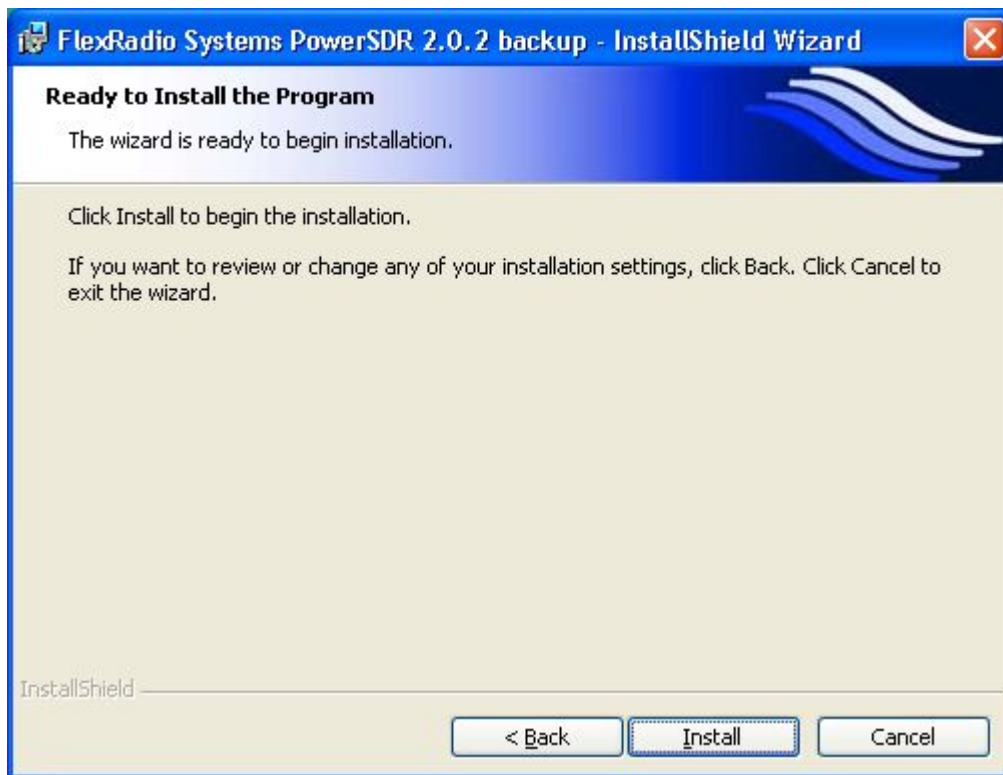 FlexRadio Systems PowerSDR 2.0.2 backup - InstallShield Wizard
Ready to Install the Program
The wizard is ready to begin installation.
Click Install to begin the installation.
If you want to review or change any of your installation settings, click Back. Click Cancel to
exit the wizard.
InstallShield
< Back Install Cancel